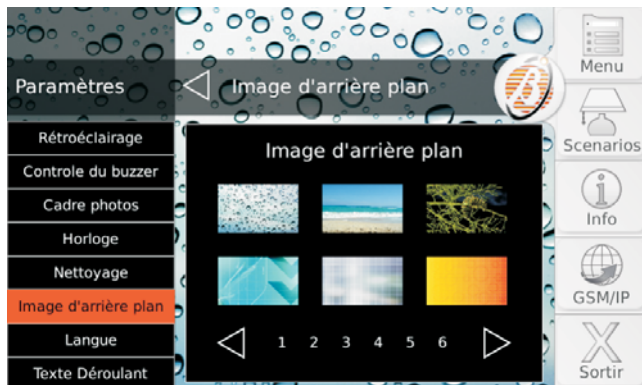 Paramètres
Image d'arrière plan
Rétroéclairage
Controle du buzzer
Cadre photos
Horloge
Nettoyage
Image d'arrière plan
Langue
Texte Déroulant
Image d'arrière plan
1 2 3 4 5 6
Menu
Scenarios
Info
GSM/IP
Sortir